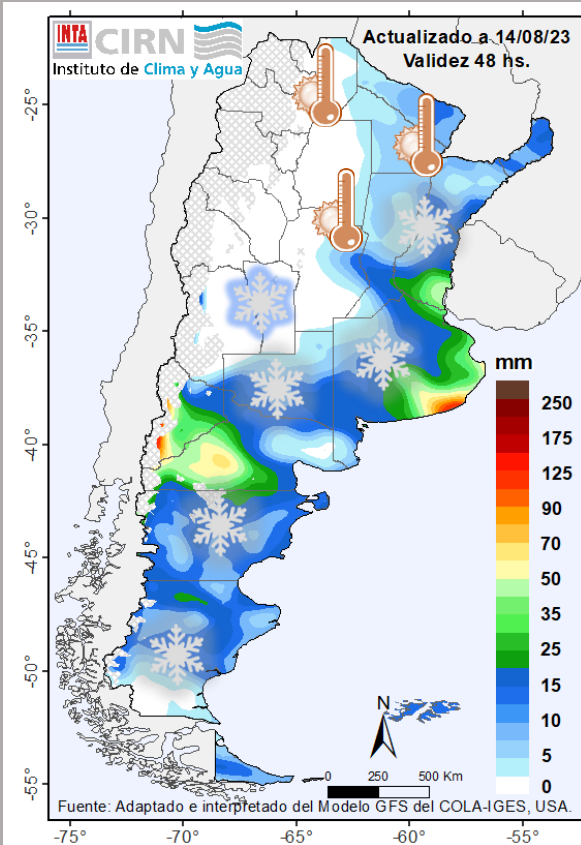 INTA CIRN
Instituto de Clima y Agua
Actualizado a 14/08/23
Validez 48 hs.
-25°
-30°
-35°
-40°
-45°
-50°
-55°
mm
250
175
125
90
70
50
35
25
15
10
5
0
N
0 250 500 Km
Fuente: Adaptado e interpretado del Modelo GFS del COLA-IGES, USA.
-75° -70° -65° -60° -55°